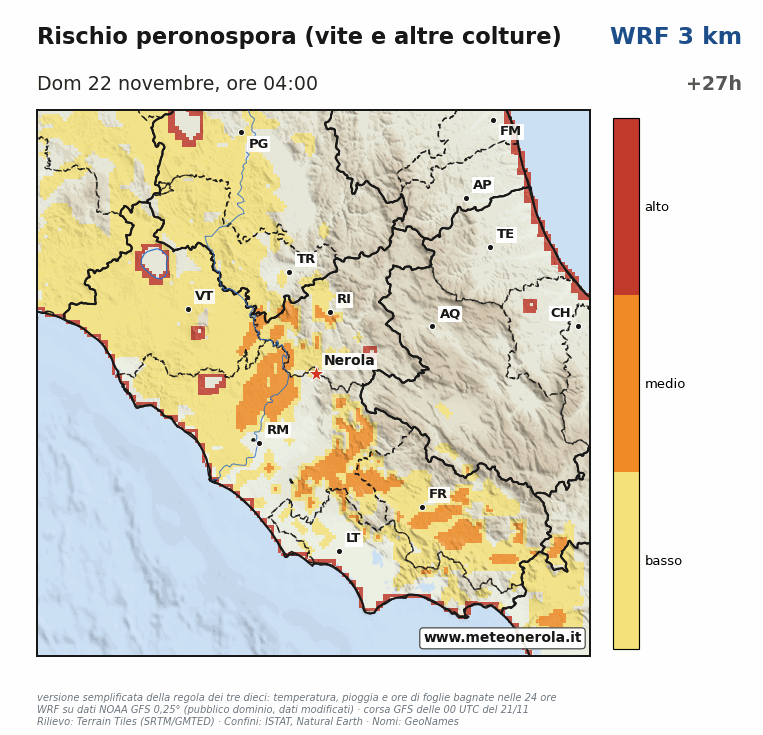 Rischio peronospora (vite e altre colture)
WRF 3 km
Dom 22 novembre, ore 04:00
+27h
FM
PG
AP
TE
TR
VT
RI
AQ
CH
Nerola
RM
FR
LT
alto
medio
basso
www.meteonerola.it
versione semplificata della regola dei tre dieci: temperatura, pioggia e ore di foglie bagnate nelle 24 ore
WRF su dati NOAA GFS 0,25° (pubblico dominio, dati modificati) · corsa GFS delle 00 UTC del 21/11
Rilievo: Terrain Tiles (SRTM/GMTED) · Confini: ISTAT, Natural Earth · Nomi: GeoNames